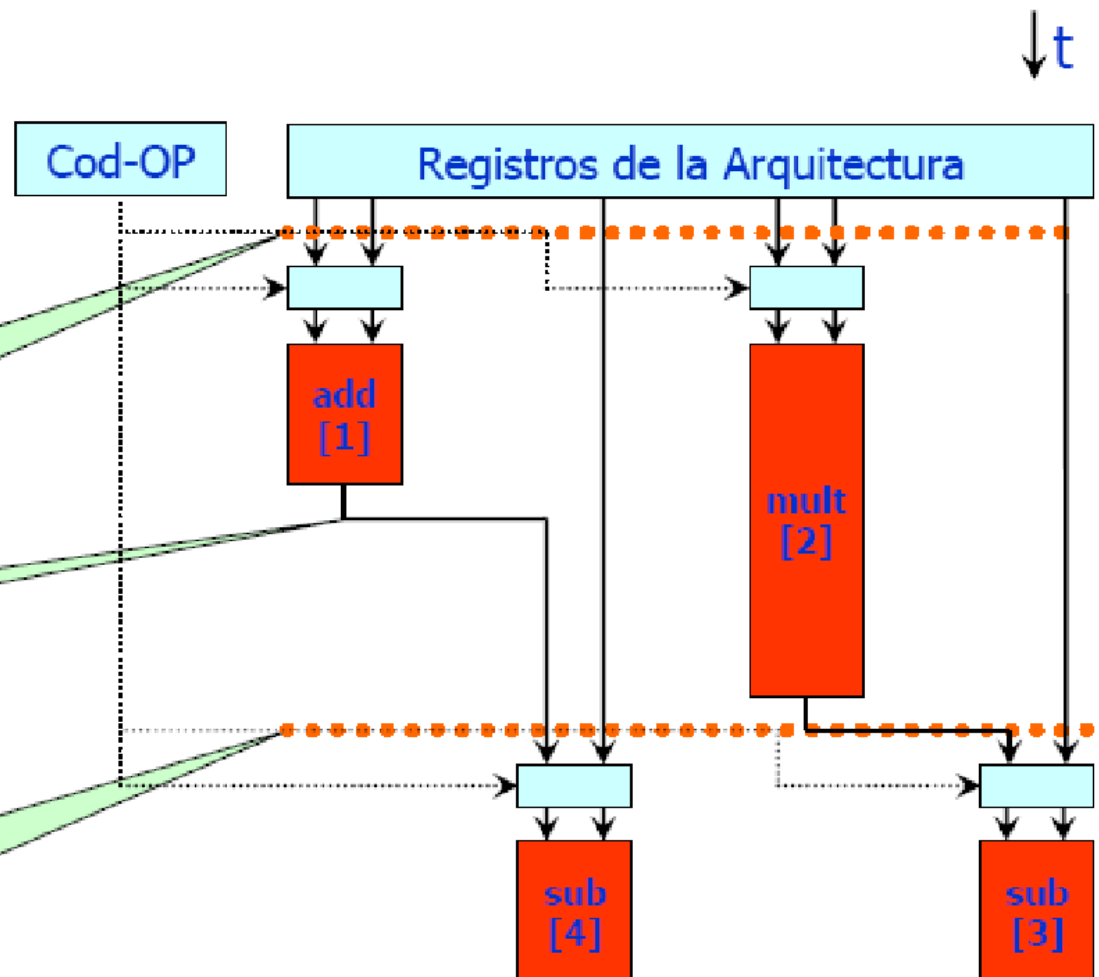 t
Cod-OP
Registros de la Arquitectura
add
[1]
mult
[2]
sub
[4]
sub
[3]